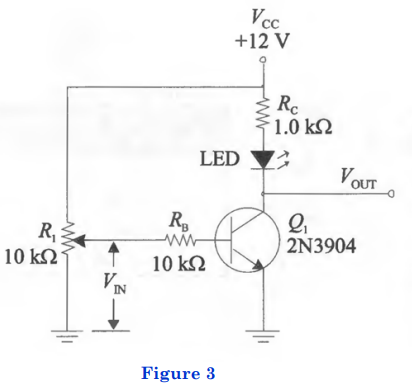 V_CC
+12 V
R_C
1.0 kΩ
LED
V_OUT
R_1
10 kΩ
V_IN
R_B
10 kΩ
Q_1
2N3904
Figure 3